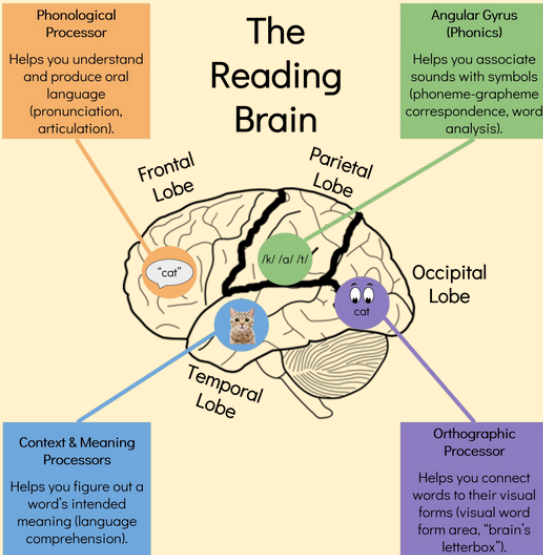 The
Reading
Brain
Phonological
Processor
Helps you understand
and produce oral
language
(pronunciation,
articulation).
Angular Gyrus
(Phonics)
Helps you associate
sounds with symbols
(phoneme-grapheme
correspondence, word
analysis).
Frontal
Lobe
Parietal
Lobe
"cat"
/k/ /a/ /t/
cat
Occipital
Lobe
Temporal
Lobe
Context & Meaning
Processors
Helps you figure out a
word's intended
meaning (language
comprehension).
Orthographic
Processor
Helps you connect
words to their visual
forms (visual word
form area, "brain's
letterbox").